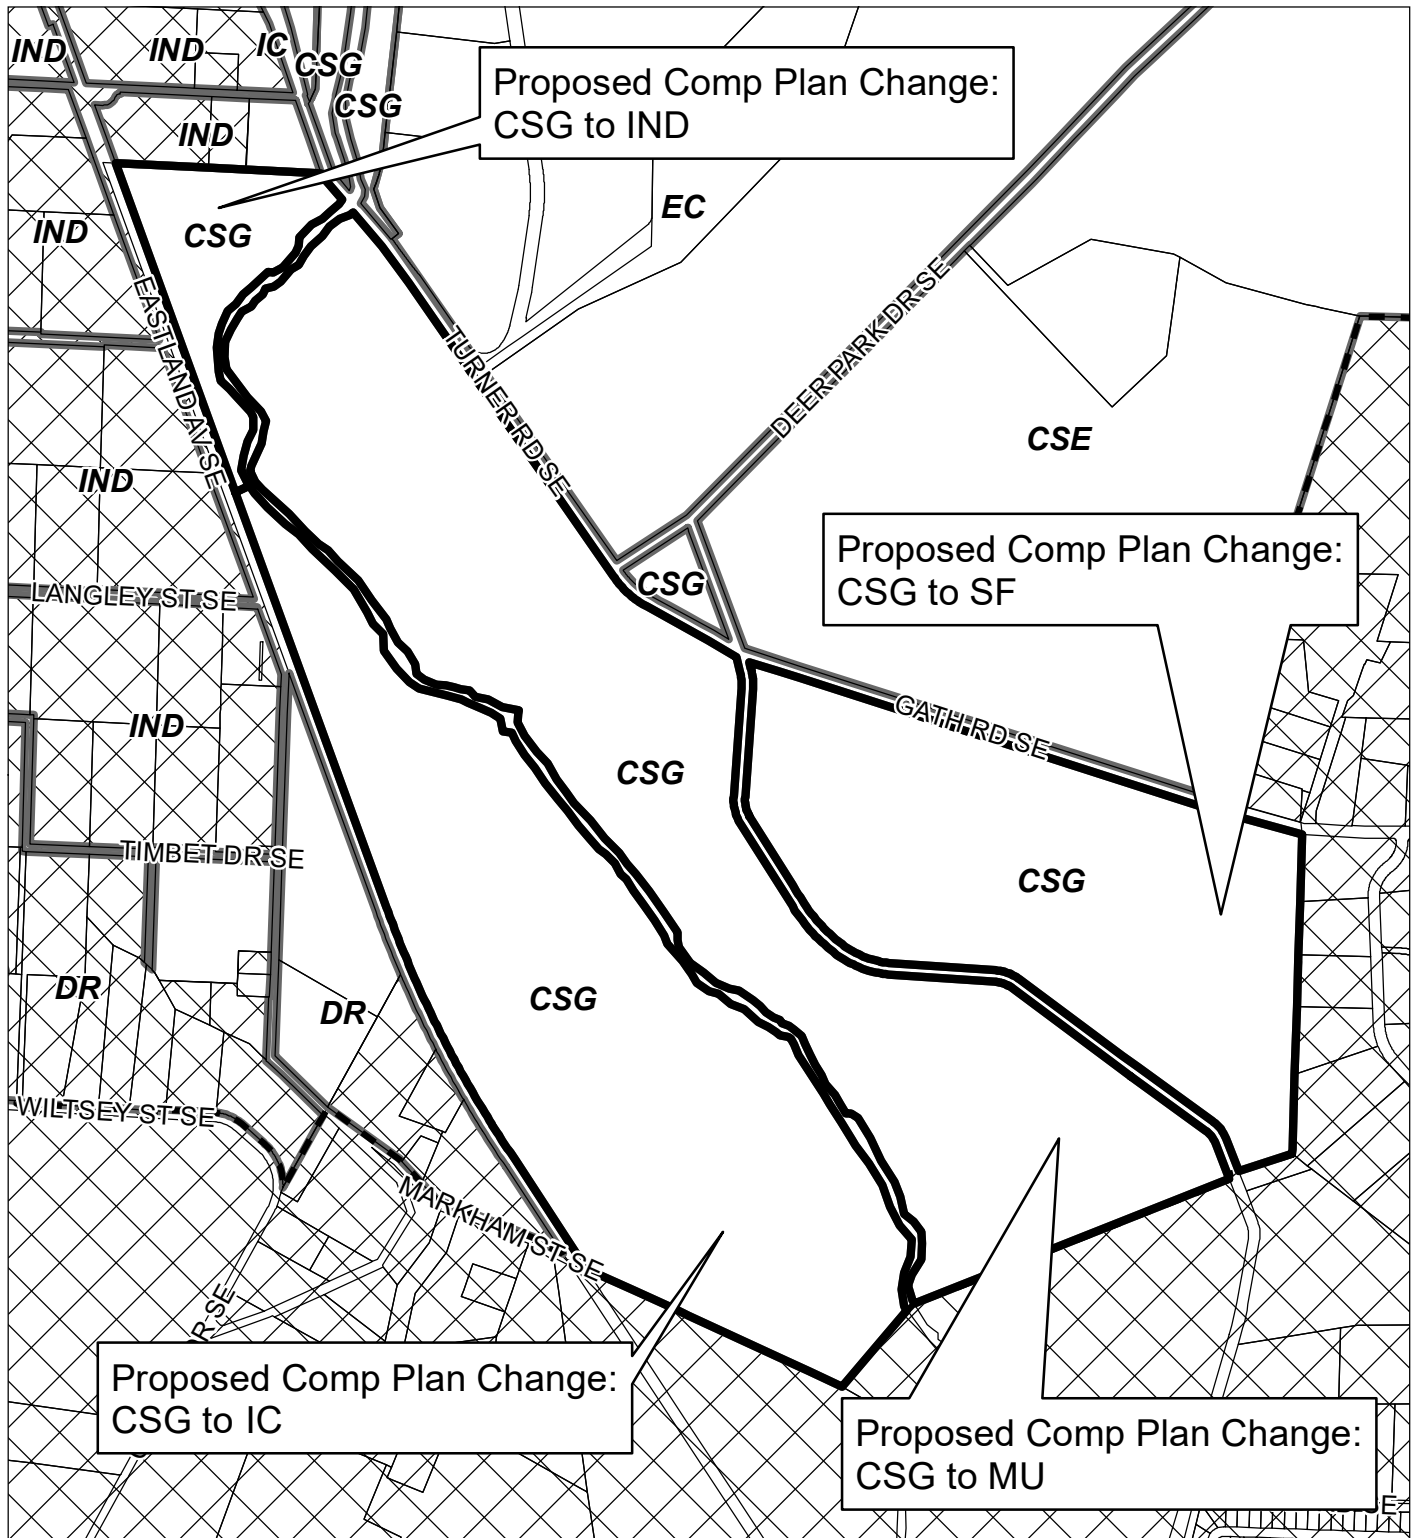 IND
IND
IC
CSG
CSG
IND
Proposed Comp Plan Change:
CSG to IND
EC
IND
CSG
EASTLAND AV SE
TURNER RD SE
DEER PARK DR SE
CSE
IND
Proposed Comp Plan Change:
CSG to SF
CSG
LANGLEY ST SE
IND
GATH RD SE
CSG
TIMBET DR SE
CSG
DR
DR
CSG
WILTSEY ST SE
MARKHAM ST SE
R SE
Proposed Comp Plan Change:
CSG to IC
Proposed Comp Plan Change:
CSG to MU